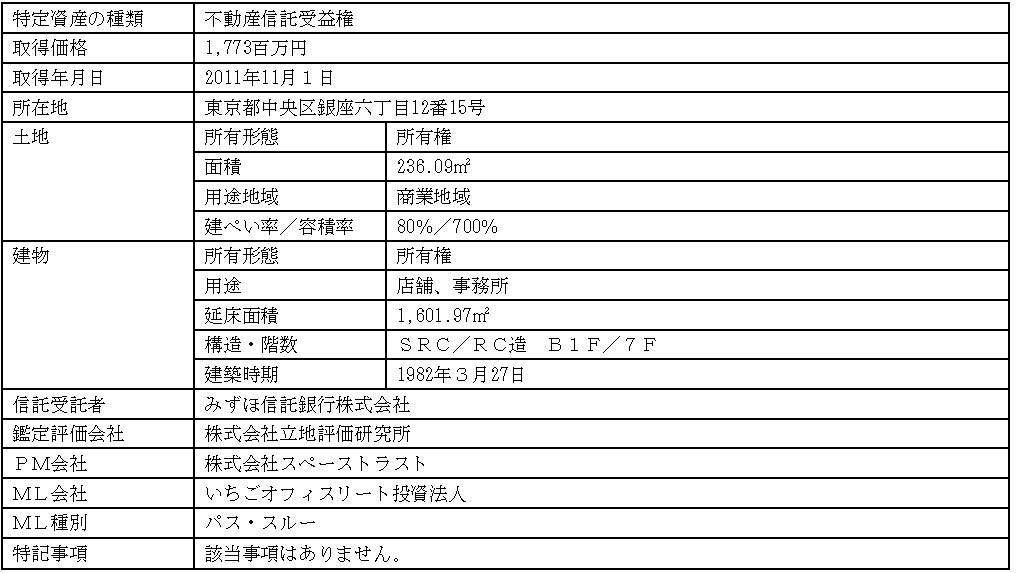 特定資産の種類 不動産信託受益権
取得価格 1,773百万円
取得年月日 2011年11月１日
所在地 東京都中央区銀座六丁目12番15号
土地 所有形態 所有権
面積 236.09㎡
用途地域 商業地域
建ぺい率／容積率 80％／700％
建物 所有形態 所有権
用途 店舗、事務所
延床面積 1,601.97㎡
構造・階数 ＳＲＣ／ＲＣ造　Ｂ１Ｆ／７Ｆ
建築時期 1982年３月27日
信託受託者 みずほ信託銀行株式会社
鑑定評価会社 株式会社立地評価研究所
ＰＭ会社 株式会社スペーストラスト
ＭＬ会社 いちごオフィスリート投資法人
ＭＬ種別 パス・スルー
特記事項 該当事項はありません。